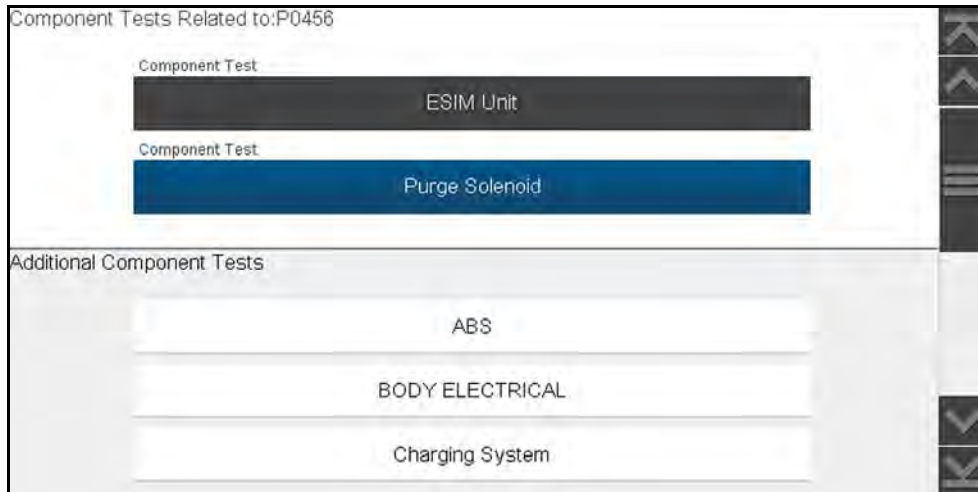 Component Tests Related to:P0456
Component Test
ESIM Unit
Component Test
Purge Solenoid
Additional Component Tests
ABS
BODY ELECTRICAL
Charging System